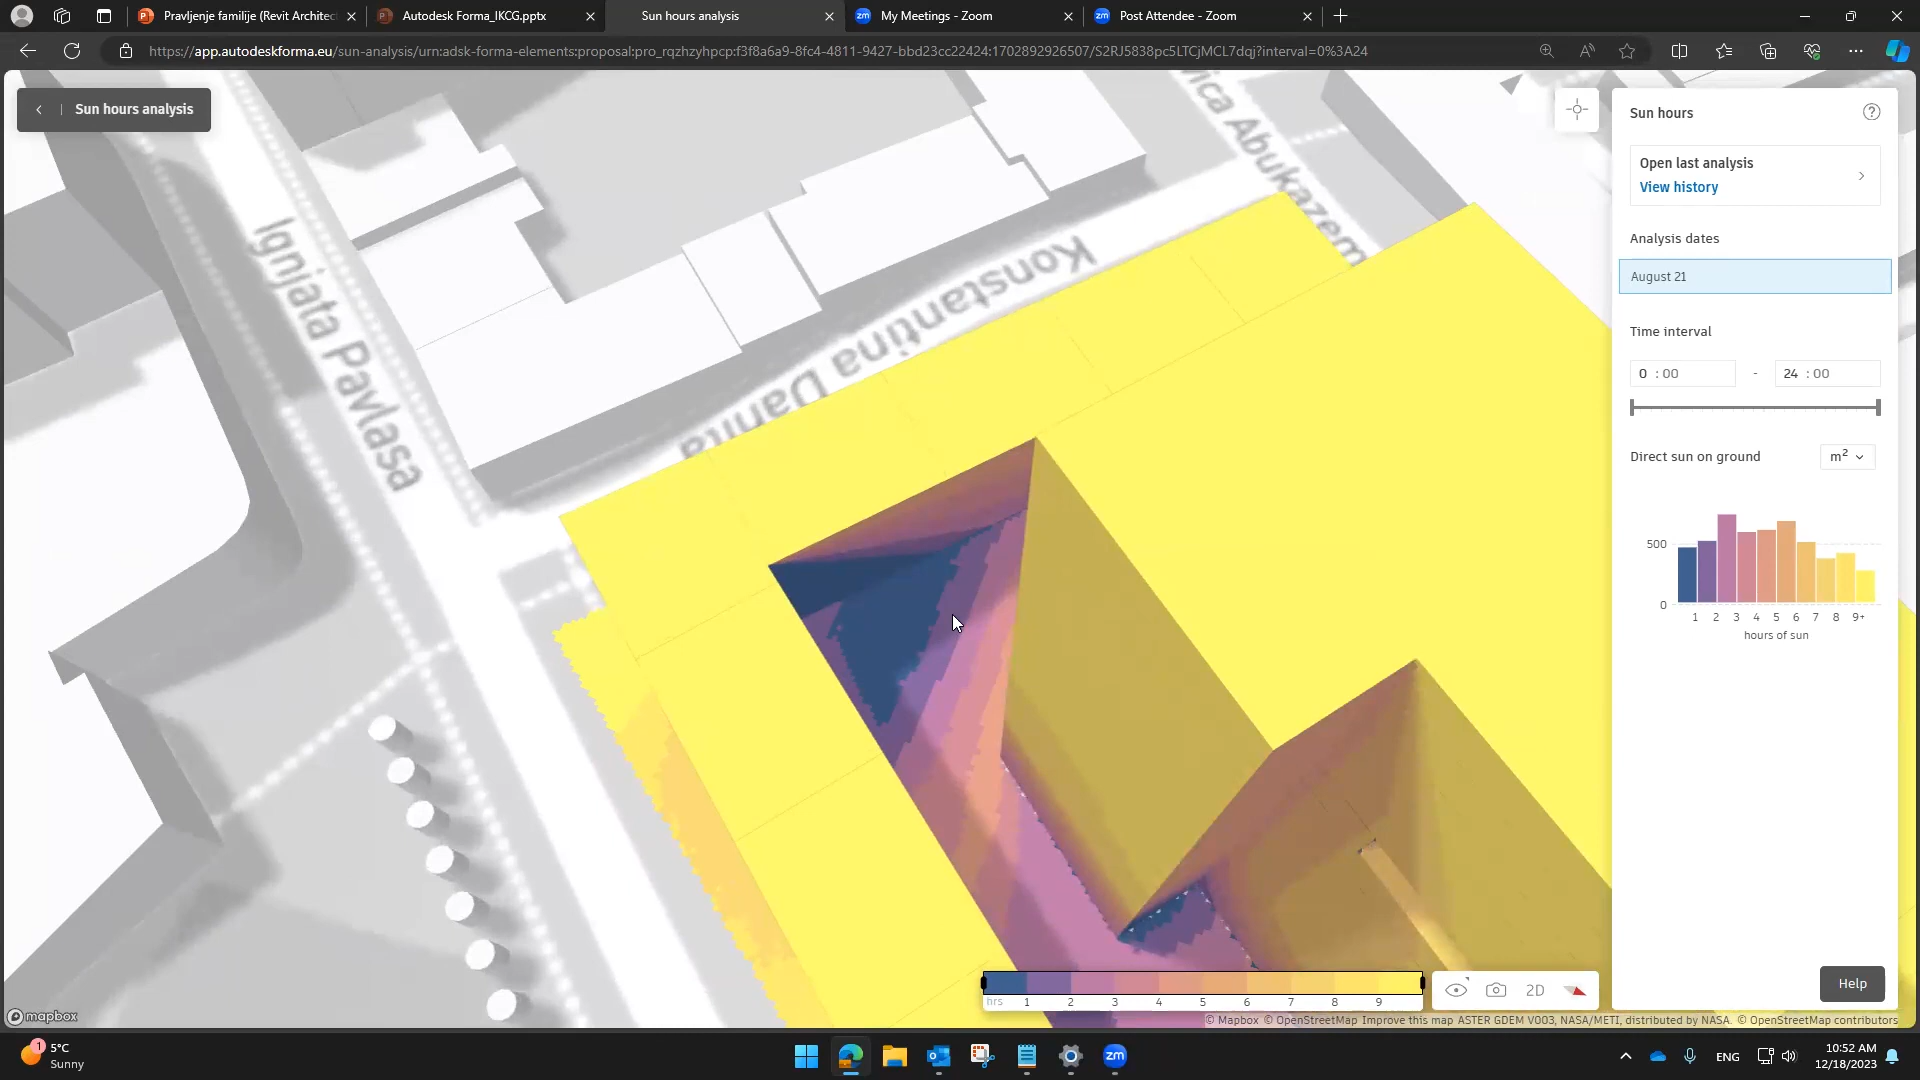 Pravljenje familije (Revit Architec
Autodesk Forma_IKCG.pptx
Sun hours analysis
My Meetings - Zoom
Post Attendee - Zoom
https://app.autodeskforma.eu/sun-analysis/urn:adsk-forma-elements:proposal:pro_rqzhzyhpcp:f3f8a6a9-8fc4-4811-9427-bbd23cc22424:1702892926507/S2RJ5838pc5LTCjMCL7dqj?interval=0%3A24
Sun hours analysis
Sun hours
Open last analysis
View history
Analysis dates
August 21
Time interval
0 : 00 - 24 : 00
Direct sun on ground
m²
500
0
1 2 3 4 5 6 7 8 9+
hours of sun
Help
Ignjata Pavlasa
Konstantina Danila
vica Abukazem
hrs 1 2 3 4 5 6 7 8 9
2D
mapbox
© Mapbox © OpenStreetMap Improve this map ASTER GDEM V003, NASA/METI, distributed by NASA. © OpenStreetMap contributors
1
5°C
Sunny
zm
ENG
10:52 AM
12/18/2023